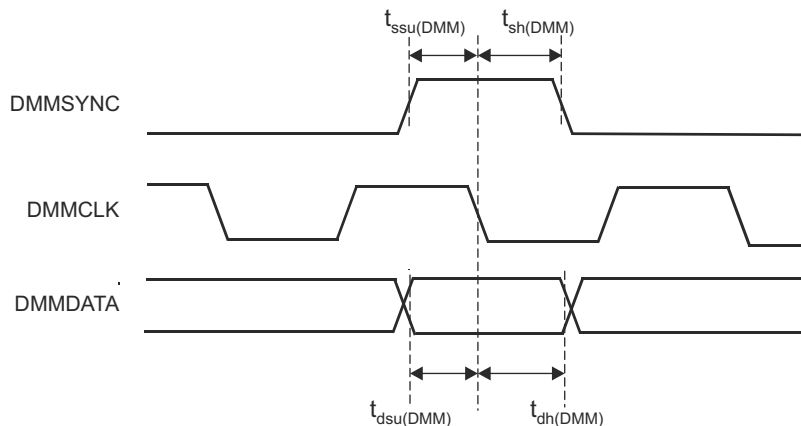 tssu(DMM) tsh(DMM)
DMMSYNC
DMMCLK
DMMDATA
tdsu(DMM) tdh(DMM)